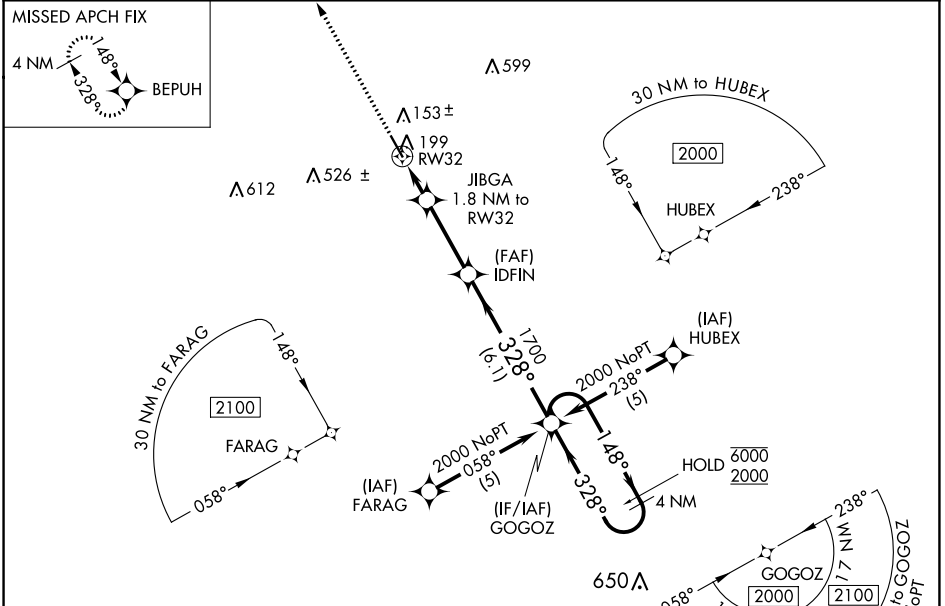 MISSED APCH FIX
148°
4 NM
328°
BEPUH
599
153 ±
199
RW32
612
526 ±
JIBGA
1.8 NM to
RW32
(FAF)
IDFIN
30 NM to HUBEX
2000
148°
238°
HUBEX
30 NM to FARAG
148°
2100
FARAG
058°
1700
328°
(6.1)
(IAF)
HUBEX
2000 NoPT
238°
(5)
2000 NoPT
058°
(5)
(IAF)
FARAG
(IF/IAF)
GOGOZ
148°
328°
HOLD
6000
2000
4 NM
650
058°
238°
GOGOZ
17 NM
2000
2100
to GOGOZ
NoPT